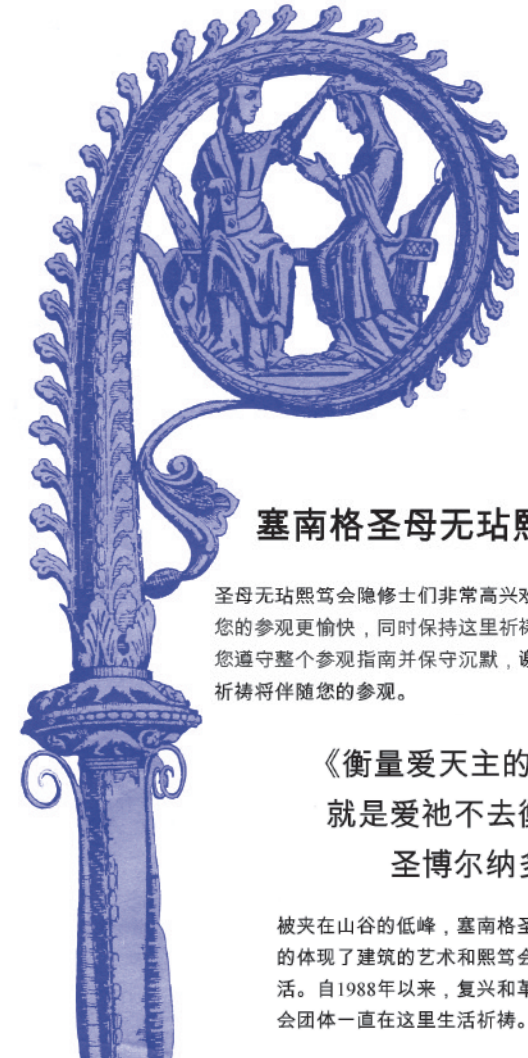 塞南格圣母无玷熙
圣母无玷熙笃会隐修士们非常高兴
您的参观更愉快，同时保持这里祈祷
您遵守整个参观指南并保守沉默，谢
祈祷将伴随您的参观。
《衡量爱天主的
就是爱祂不去
圣博尔纳多
被夹在山谷的低峰，塞南格圣
的体现了建筑的艺术和熙笃会
活。自1988年以来，复兴和革
会团体一直在这里生活祈祷。